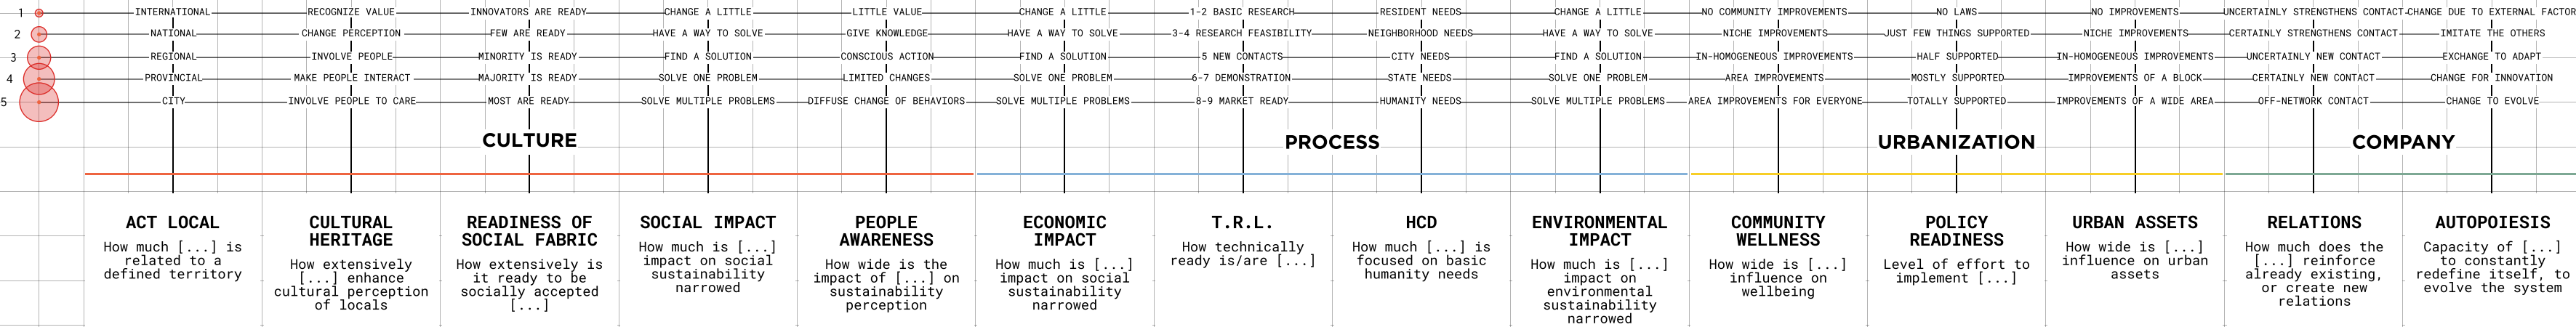 1 INTERNATIONAL RECOGNIZE VALUE INNOVATORS ARE READY CHANGE A LITTLE LITTLE VALUE CHANGE A LITTLE 1-2 BASIC RESEARCH RESIDENT NEEDS CHANGE A LITTLE NO COMMUNITY IMPROVEMENTS NO LAWS NO IMPROVEMENTS UNCERTAINLY STRENGTHENS CONTACT CHANGE DUE TO EXTERNAL FACTOR
2 NATIONAL CHANGE PERCEPTION FEW ARE READY HAVE A WAY TO SOLVE GIVE KNOWLEDGE HAVE A WAY TO SOLVE 3-4 RESEARCH FEASIBILITY NEIGHBORHOOD NEEDS HAVE A WAY TO SOLVE NICHE IMPROVEMENTS JUST FEW THINGS SUPPORTED NICHE IMPROVEMENTS CERTAINLY STRENGTHENS CONTACT IMITATE THE OTHERS
3 REGIONAL INVOLVE PEOPLE MINORITY IS READY FIND A SOLUTION CONSCIOUS ACTION FIND A SOLUTION 5 NEW CONTACTS CITY NEEDS FIND A SOLUTION IN-HOMOGENEOUS IMPROVEMENTS HALF SUPPORTED IN-HOMOGENEOUS IMPROVEMENTS UNCERTAINLY NEW CONTACT EXCHANGE TO ADAPT
4 PROVINCIAL MAKE PEOPLE INTERACT MAJORITY IS READY SOLVE ONE PROBLEM LIMITED CHANGES SOLVE ONE PROBLEM 6-7 DEMONSTRATION STATE NEEDS SOLVE ONE PROBLEM AREA IMPROVEMENTS MOSTLY SUPPORTED IMPROVEMENTS OF A BLOCK CERTAINLY NEW CONTACT CHANGE FOR INNOVATION
5 CITY INVOLVE PEOPLE TO CARE MOST ARE READY SOLVE MULTIPLE PROBLEMS DIFFUSE CHANGE OF BEHAVIORS SOLVE MULTIPLE PROBLEMS 8-9 MARKET READY HUMANITY NEEDS SOLVE MULTIPLE PROBLEMS AREA IMPROVEMENTS FOR EVERYONE TOTALLY SUPPORTED IMPROVEMENTS OF A WIDE AREA OFF-NETWORK CONTACT CHANGE TO EVOLVE
CULTURE PROCESS URBANIZATION COMPANY
ACT LOCAL
How much [...] is
related to a
defined territory
CULTURAL
HERITAGE
How extensively
[...] enhance
cultural perception
of locals
READINESS OF
SOCIAL FABRIC
How extensively is
it ready to be
socially accepted
[...]
SOCIAL IMPACT
How much is [...]
impact on social
sustainability
narrowed
PEOPLE
AWARENESS
How wide is the
impact of [...] on
sustainability
perception
ECONOMIC
IMPACT
How much is [...]
impact on social
sustainability
narrowed
T.R.L.
How technically
ready is/are [...]
HCD
How much [...] is
focused on basic
humanity needs
ENVIRONMENTAL
IMPACT
How much is [...]
impact on
environmental
sustainability
narrowed
COMMUNITY
WELLNESS
How wide is [...]
influence on
wellbeing
POLICY
READINESS
Level of effort to
implement [...]
URBAN ASSETS
How wide is [...]
influence on urban
assets
RELATIONS
How much does the
[...] reinforce
already existing,
or create new
relations
AUTOPOIESIS
Capacity of [...]
to constantly
redefine itself, to
evolve the system